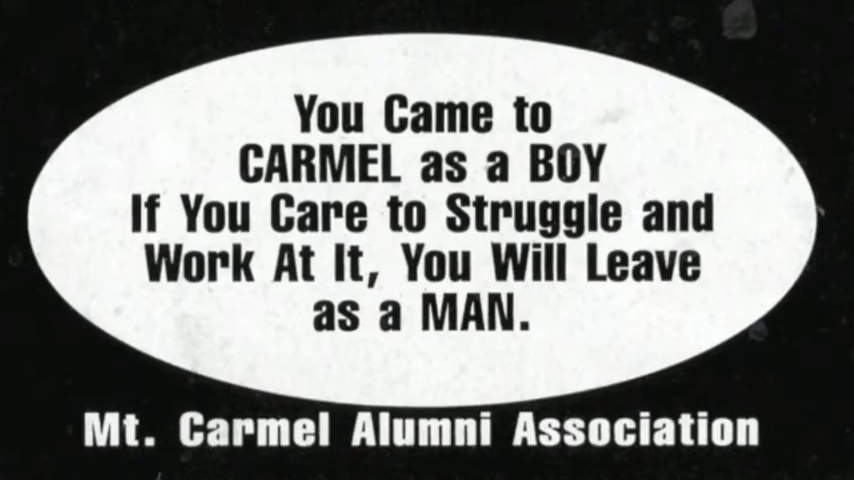 You Came to
CARMEL as a BOY
If You Care to Struggle and
Work At It, You Will Leave
as a MAN.
Mt. Carmel Alumni Association